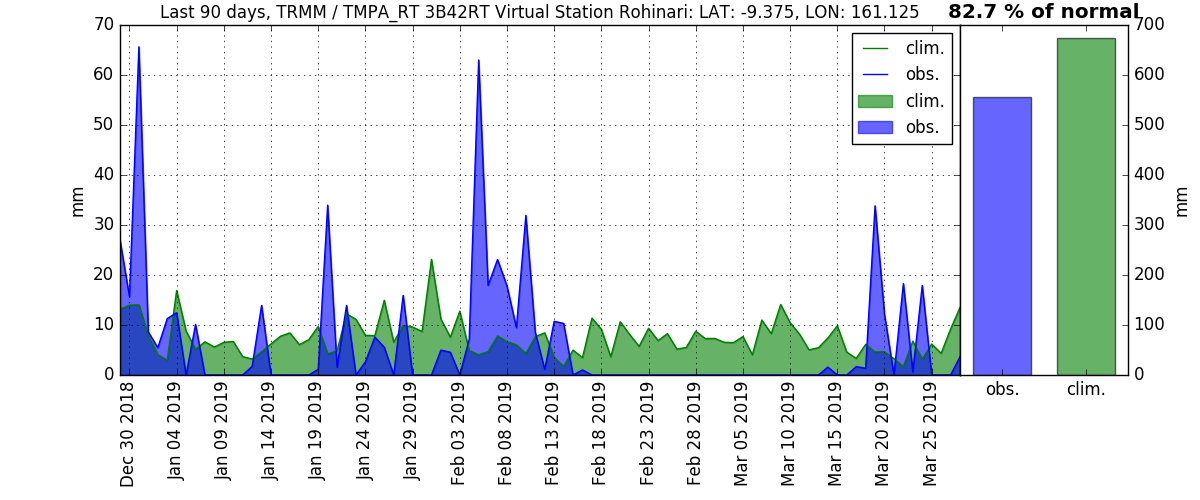 Last 90 days, TRMM / TMPA_RT 3B42RT Virtual Station Rohinari: LAT: -9.375, LON: 161.125
82.7 % of normal
70
60
50
40
30
20
10
0
mm
clim.
obs.
clim.
obs.
Dec 30 2018
Jan 04 2019
Jan 09 2019
Jan 14 2019
Jan 19 2019
Jan 24 2019
Jan 29 2019
Feb 03 2019
Feb 08 2019
Feb 13 2019
Feb 18 2019
Feb 23 2019
Feb 28 2019
Mar 05 2019
Mar 10 2019
Mar 15 2019
Mar 20 2019
Mar 25 2019
obs.
clim.
700
600
500
400
300
200
100
0
mm